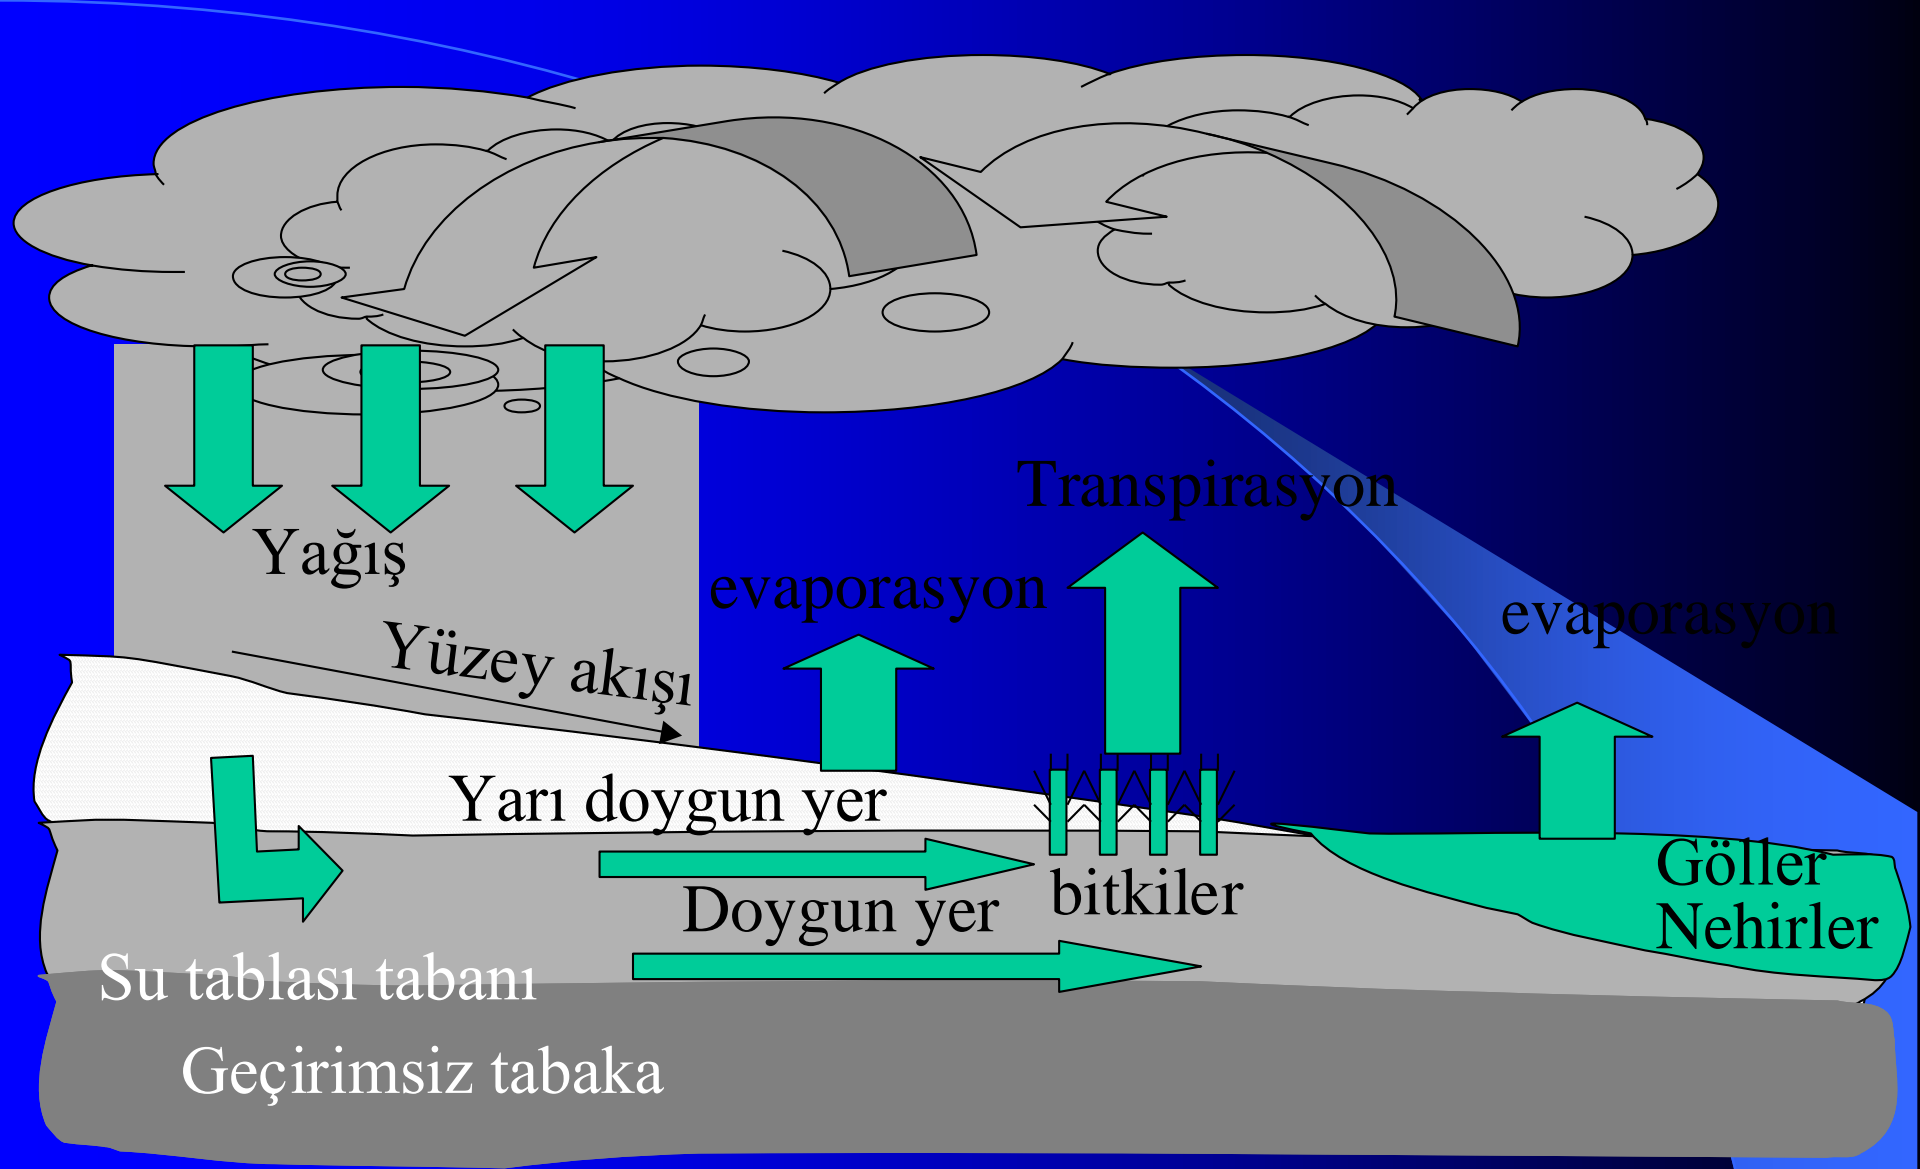 Transpirasyon
Yağış
evaporasyon
evaporasyon
Yüzey akışı
Yarı doygun yer
Göller
bitkiler
Doygun yer
Nehirler
Su tablası tabanı
Geçirimsiz tabaka